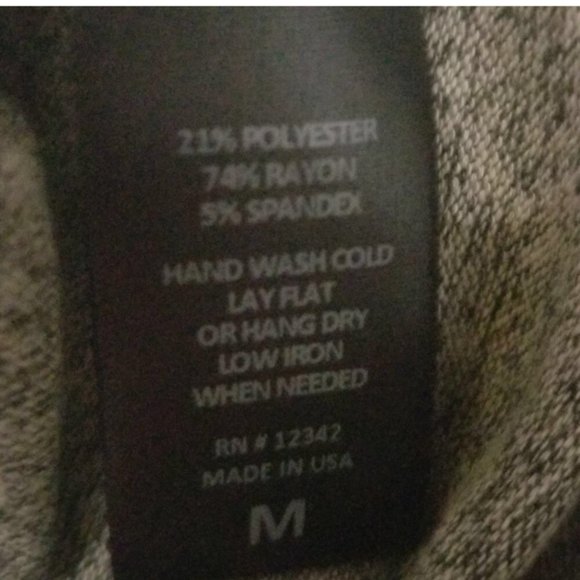 21% POLYESTER
74% RAYON
5% SPANDEX
HAND WASH COLD
LAY FLAT
OR HANG DRY
LOW IRON
WHEN NEEDED
RN # 12342
MADE IN USA
M